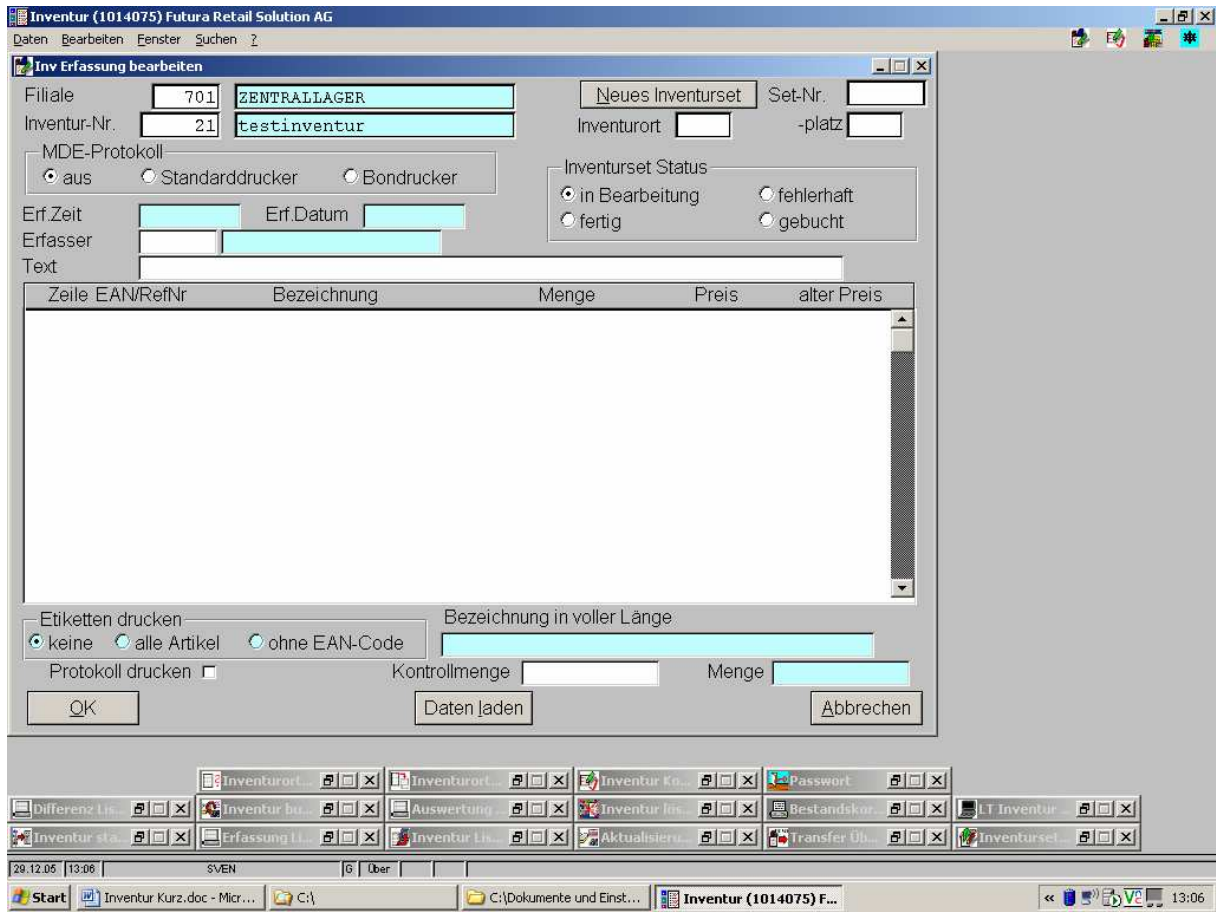 Inventur (1014075) Futura Retail Solution AG
Daten Bearbeiten Fenster Suchen ?
Inv Erfassung bearbeiten
Filiale 701 ZENTRALLAGER Neues Inventurset Set-Nr.
Inventur-Nr. 21 testinventur Inventurort -platz
MDE-Protokoll
aus Standarddrucker Bondrucker
Inventurset Status
in Bearbeitung fehlerhaft
fertig gebucht
Erf.Zeit Erf.Datum
Erfasser
Text
Zeile EAN/RefNr Bezeichnung Menge Preis alter Preis
Etiketten drucken
keine alle Artikel ohne EAN-Code
Bezeichnung in voller Länge
Protokoll drucken Kontrollmenge Menge
OK Daten laden Abbrechen
Inventurort... Inventurort... Inventur Kn... Passwort
Differenz Lis... Inventur bu... Auswertung... Inventur lös... Bestandskor... LT Inventur...
Inventur sta... Erfassung Li... Inventur Lis... Aktualisieru... Transfer Üb... Inventurset...
29.12.05 13:06 SVEN G Über
Start Inventur Kurz.doc - Micr... C:\ C:\Dokumente und Einst... Inventur (1014075) F... « 13:06